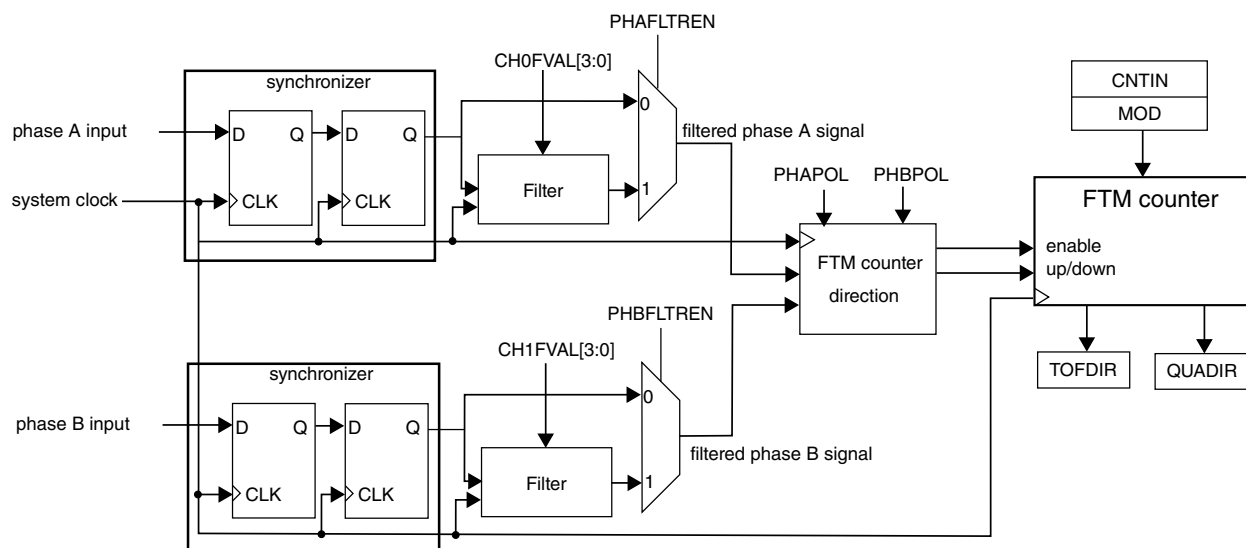 PHAFLTREN
CH0FVAL[3:0]
synchronizer
CNTIN
MOD
0
phase A input
D
Q
D
Q
filtered phase A signal
Filter
1
PHAPOL
PHBPOL
system clock
CLK
CLK
FTM counter
enable
up/down
FTM counter
direction
PHBFLTREN
CH1FVAL[3:0]
synchronizer
TOFDIR
QUADIR
0
phase B input
D
Q
D
Q
filtered phase B signal
Filter
1
CLK
CLK